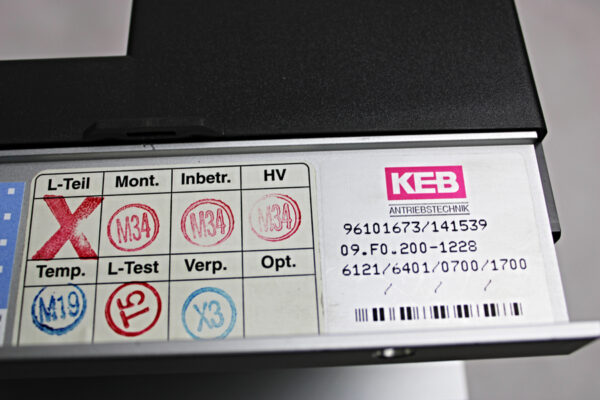 L-Teil Mont. Inbetr. HV
X M34 M34 M34
Temp. L-Test Verp. Opt.
M19 T5 X3
KEB
ANTRIEBSTECHNIK
96101673/141539
09.F0.200-1228
6121/6401/0700/1700
/ / /